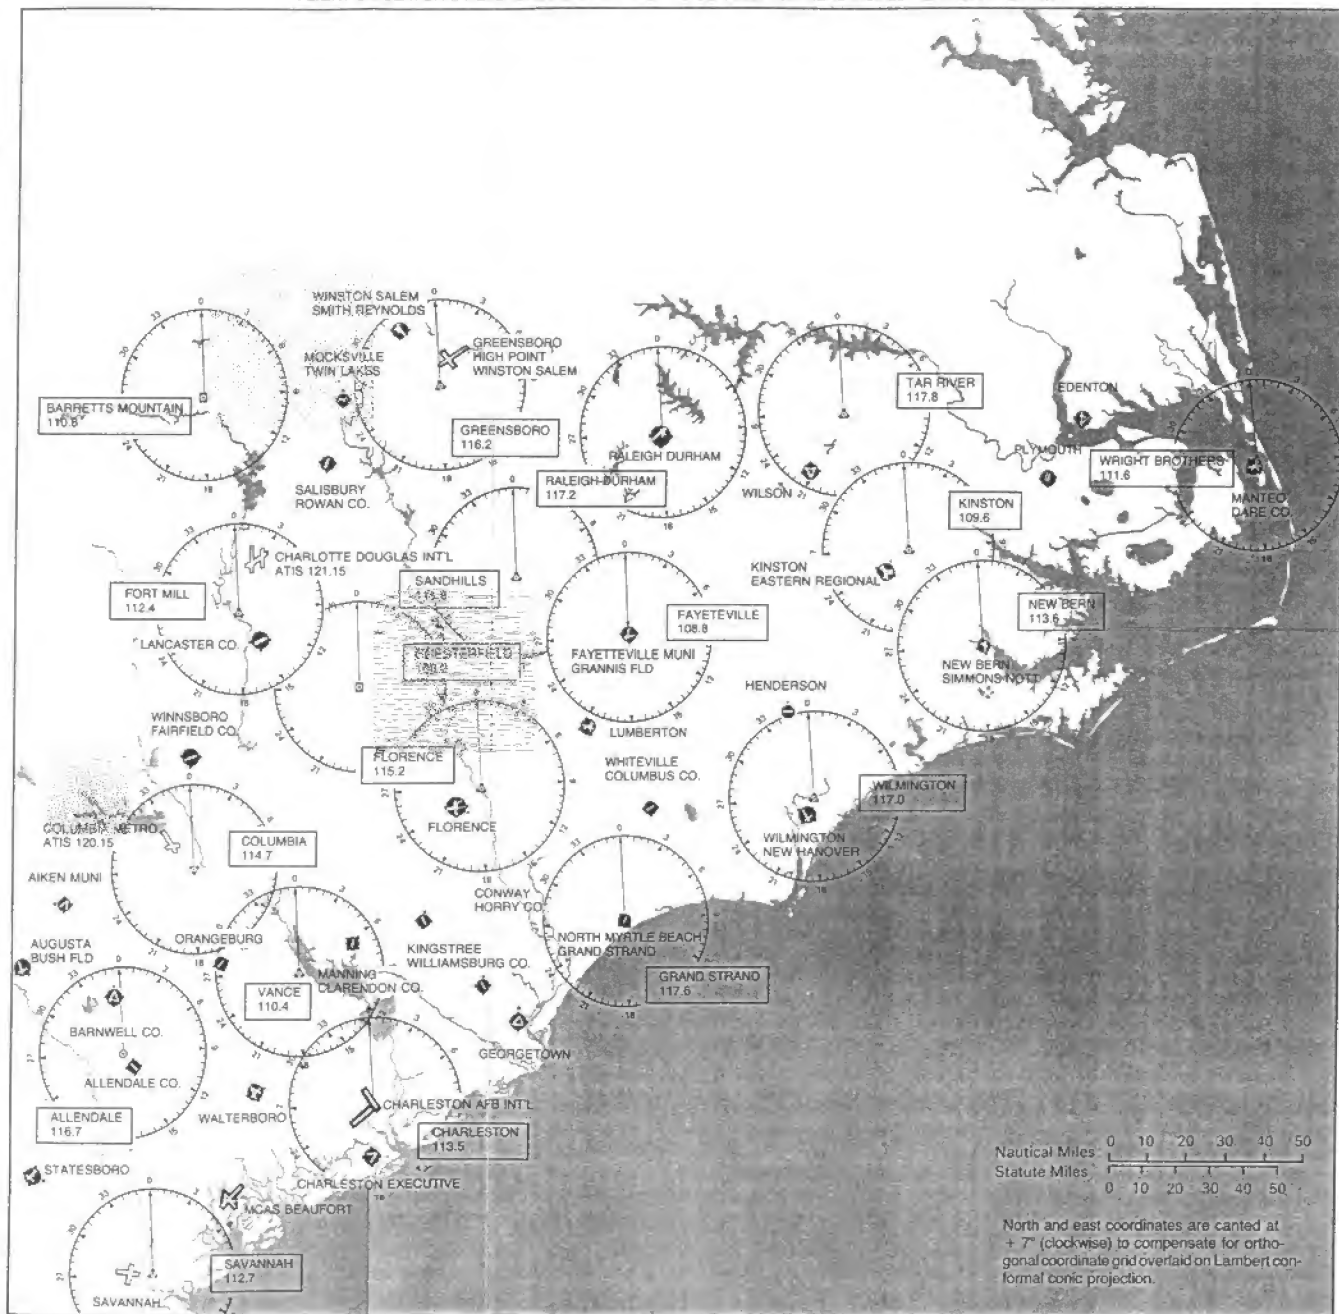 WINSTON SALEM
SMITH REYNOLDS
GREENSBORO
HIGH POINT
WINSTON SALEM
MOCKSVILLE
TWIN LAKES
BARRETTS MOUNTAIN
110.8
GREENSBORO
116.2
SALISBURY
ROWAN CO.
RALEIGH-DURHAM
117.2
RALEIGH DURHAM
TAR RIVER
117.8
WILSON
EDENTON
PLYMOUTH
WRIGHT BROTHERS
111.6
MANTEO
DARE CO.
KINSTON
109.6
KINSTON
EASTERN REGIONAL
CHARLOTTE DOUGLAS INT'L
ATIS 121.15
FORT MILL
112.4
LANCASTER CO.
SANDHILLS
CHESTERFIELD
FAYETEVILLE
108.8
FAYETTEVILLE MUNI
GRANNIS FLD
NEW BERN
113.6
NEW BERN
SIMMONS NOTT
HENDERSON
WINNSBORO
FAIRFIELD CO.
FLORENCE
115.2
LUMBERTON
WHITEVILLE
COLUMBUS CO.
FLORENCE
WILMINGTON
117.0
WILMINGTON
NEW HANOVER
COLUMBIA METRO
ATIS 120.15
COLUMBIA
114.7
AIKEN MUNI
CONWAY
HORRY CO.
AUGUSTA
BUSH FLD
ORANGEBURG
KINGSTREE
WILLIAMSBURG CO.
NORTH MYRTLE BEACH
GRAND STRAND
GRAND STRAND
117.6
VANCE
110.4
MANNING
CLARENDON CO.
BARNWELL CO.
GEORGETOWN
ALLENDALE CO.
ALLENDALE
116.7
WALTERBORO
CHARLESTON AFB INT'L
CHARLESTON
113.5
CHARLESTON EXECUTIVE
STATESBORO
MCAS BEAUFORT
SAVANNAH
112.7
SAVANNAH
Nautical Miles 0 10 20 30 40 50
Statute Miles 0 10 20 30 40 50
North and east coordinates are canted at
+ 7° (clockwise) to compensate for ortho-
gonal coordinate grid overlaid on Lambert con-
formal conic projection.